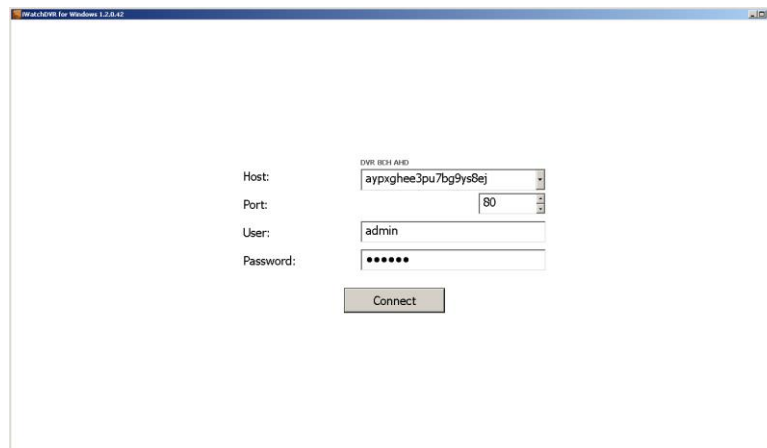 iWatchDVR for Windows 1.2.0.42
DVR 8CH AHD
Host: aypxghee3pu7bg9ys8ej
Port: 80
User: admin
Password: ●●●●●●
Connect